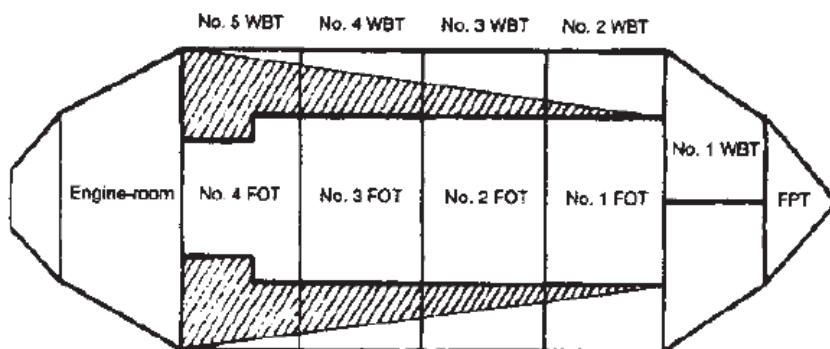 No. 5 WBT No. 4 WBT No. 3 WBT No. 2 WBT
No. 1 WBT
Engine-room No. 4 FOT No. 3 FOT No. 2 FOT No. 1 FOT FPT